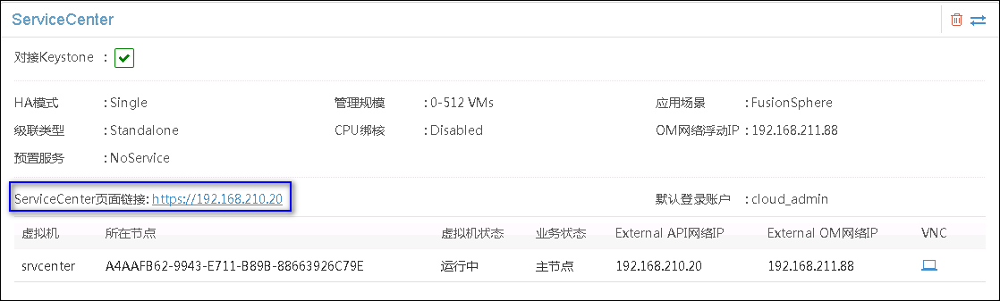 ServiceCenter
对接Keystone :
HA模式 : Single 管理规模 : 0-512 VMs 应用场景 : FusionSphere
级联类型 : Standalone CPU绑核 : Disabled OM网络浮动IP : 192.168.211.88
预置服务 : NoService
ServiceCenter页面链接: https://192.168.210.20 默认登录账户 : cloud_admin
虚拟机 所在节点 虚拟机状态 业务状态 External API网络IP External OM网络IP VNC
srvcenter A4AAFB62-9943-E711-B89B-88663926C79E 运行中 主节点 192.168.210.20 192.168.211.88